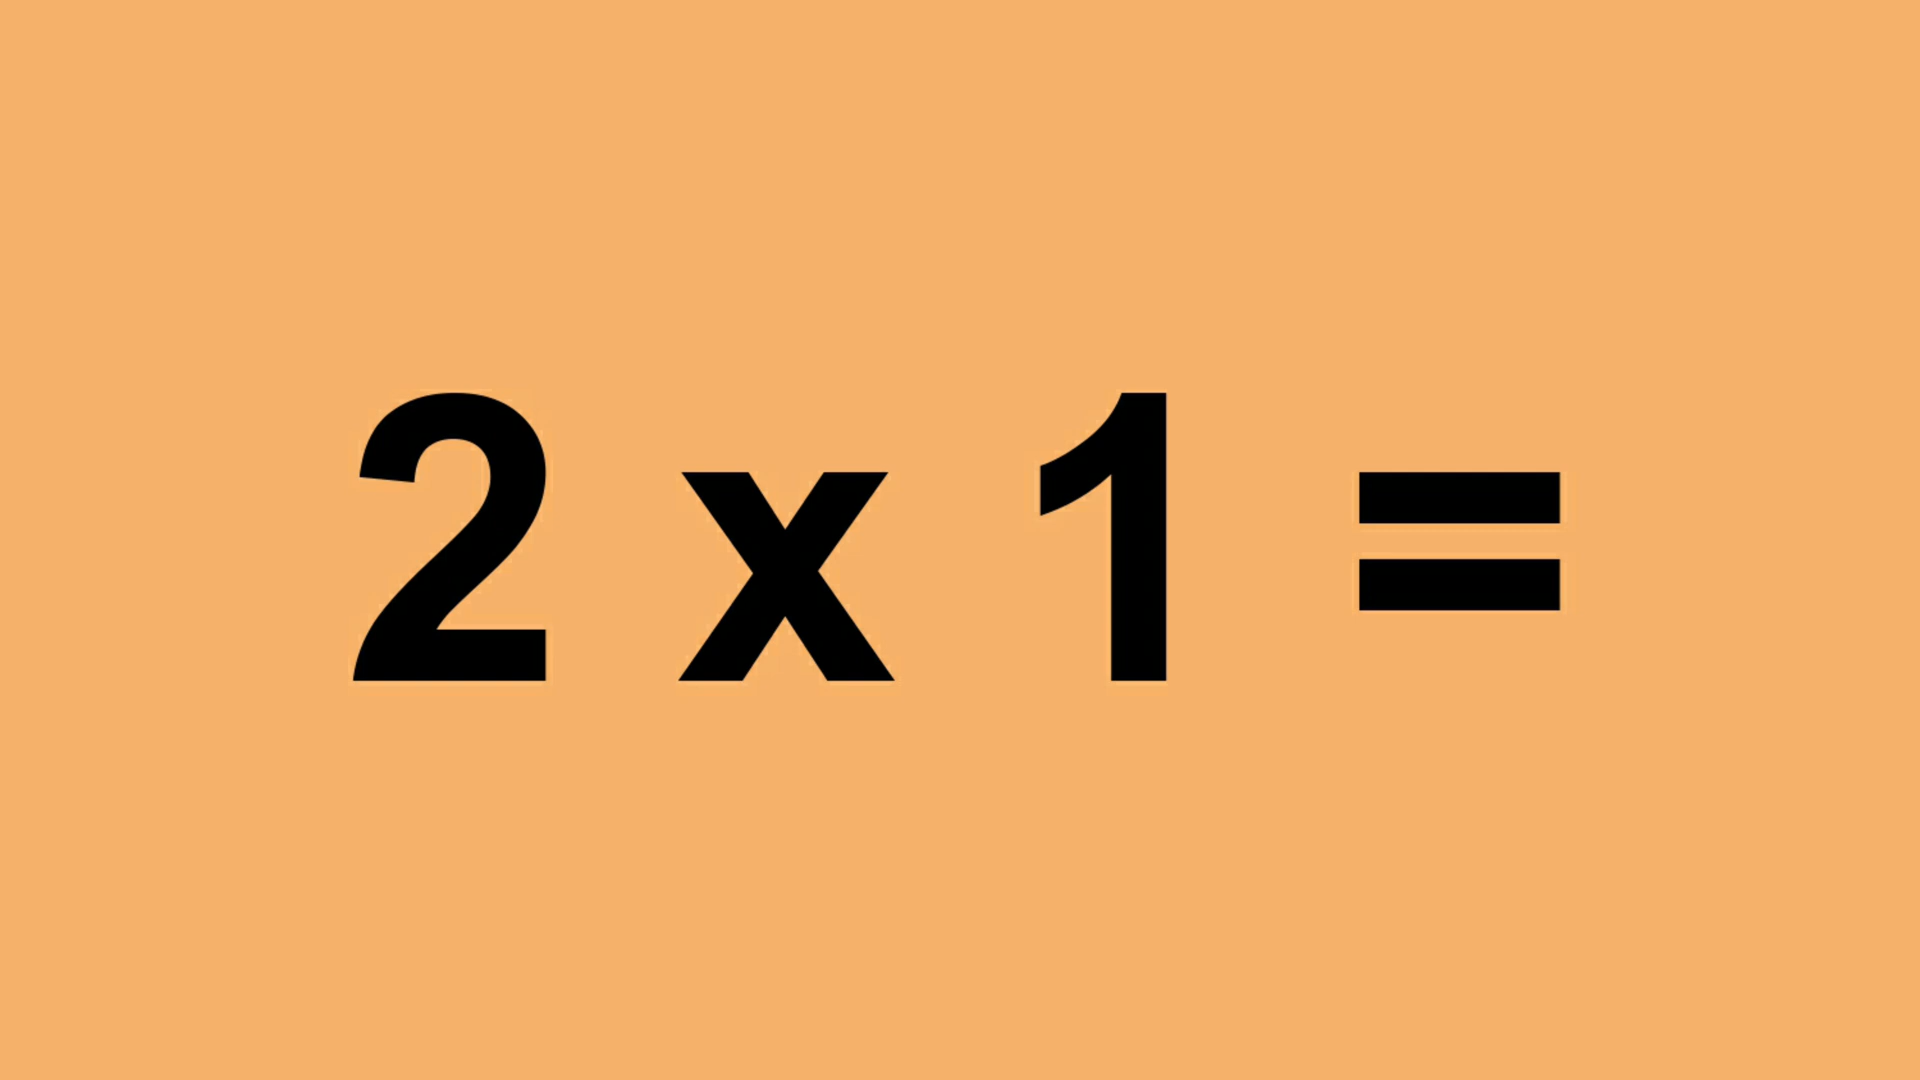 2 x 1 =